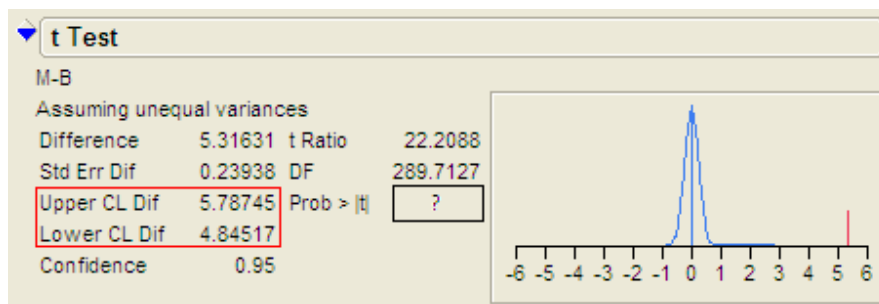 t Test
M-B
Assuming unequal variances
Difference 5.31631 t Ratio 22.2088
Std Err Dif 0.23938 DF 289.7127
Upper CL Dif 5.78745 Prob > |t| ?
Lower CL Dif 4.84517
Confidence 0.95
-6 -5 -4 -3 -2 -1 0 1 2 3 4 5 6